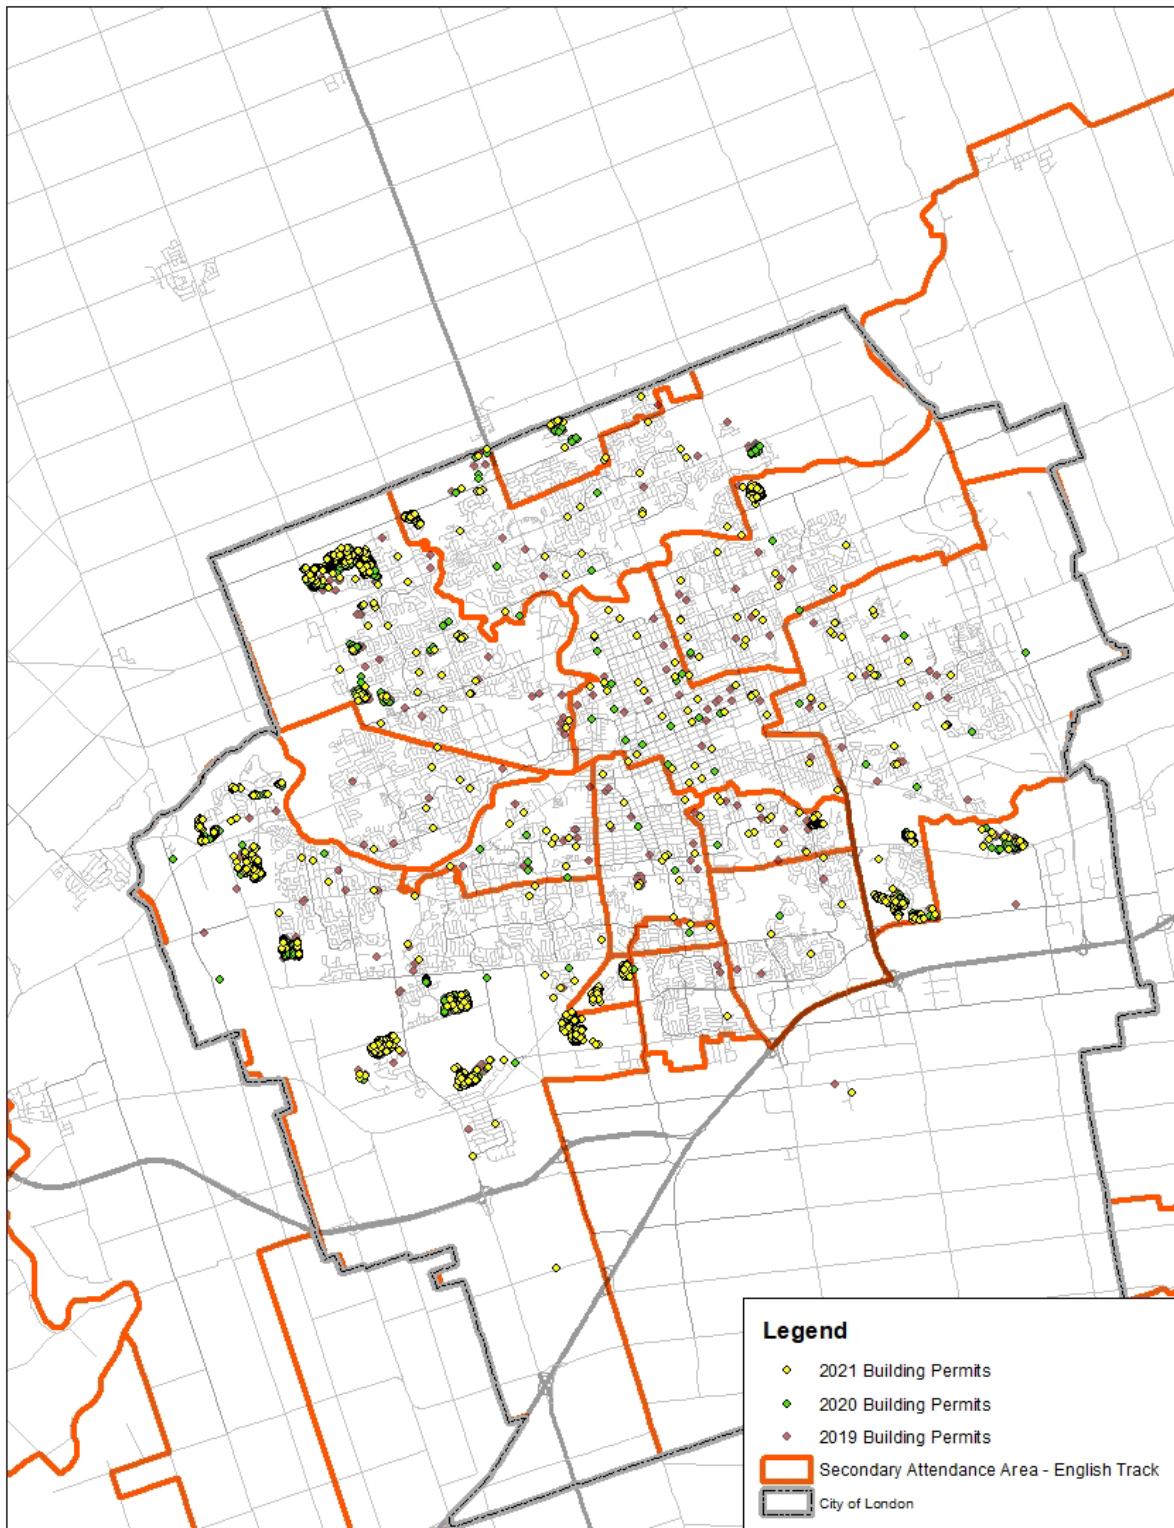 Legend
2021 Building Permits
2020 Building Permits
2019 Building Permits
Secondary Attendance Area - English Track
City of London